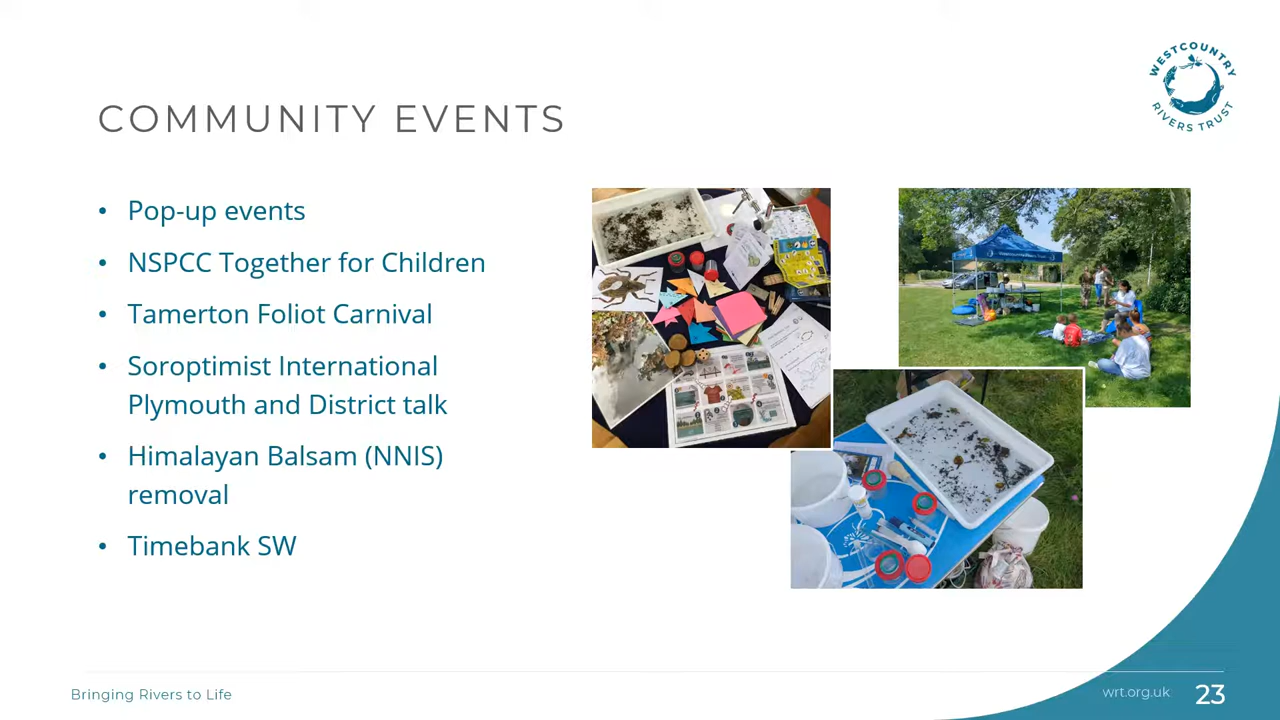 WESTCOUNTRY
RIVERS TRUST
COMMUNITY EVENTS
• Pop-up events
• NSPCC Together for Children
• Tamerton Foliot Carnival
• Soroptimist International
Plymouth and District talk
• Himalayan Balsam (NNIS)
removal
• Timebank SW
Bringing Rivers to Life
wrt.org.uk
23